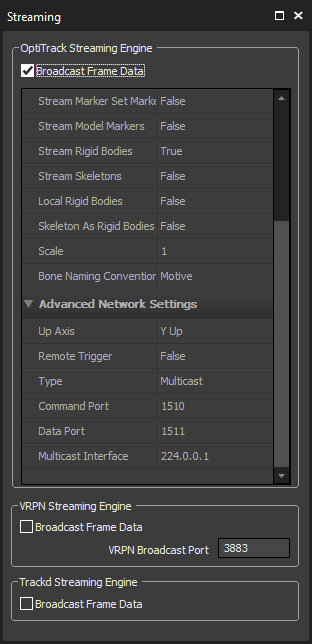 Streaming
OptiTrack Streaming Engine
Broadcast Frame Data
Stream Marker Set Marke False
Stream Model Markers False
Stream Rigid Bodies True
Stream Skeletons False
Local Rigid Bodies False
Skeleton As Rigid Bodies False
Scale 1
Bone Naming Convention Motive
Advanced Network Settings
Up Axis Y Up
Remote Trigger False
Type Multicast
Command Port 1510
Data Port 1511
Multicast Interface 224.0.0.1
VRPN Streaming Engine
Broadcast Frame Data
VRPN Broadcast Port 3883
Trackd Streaming Engine
Broadcast Frame Data